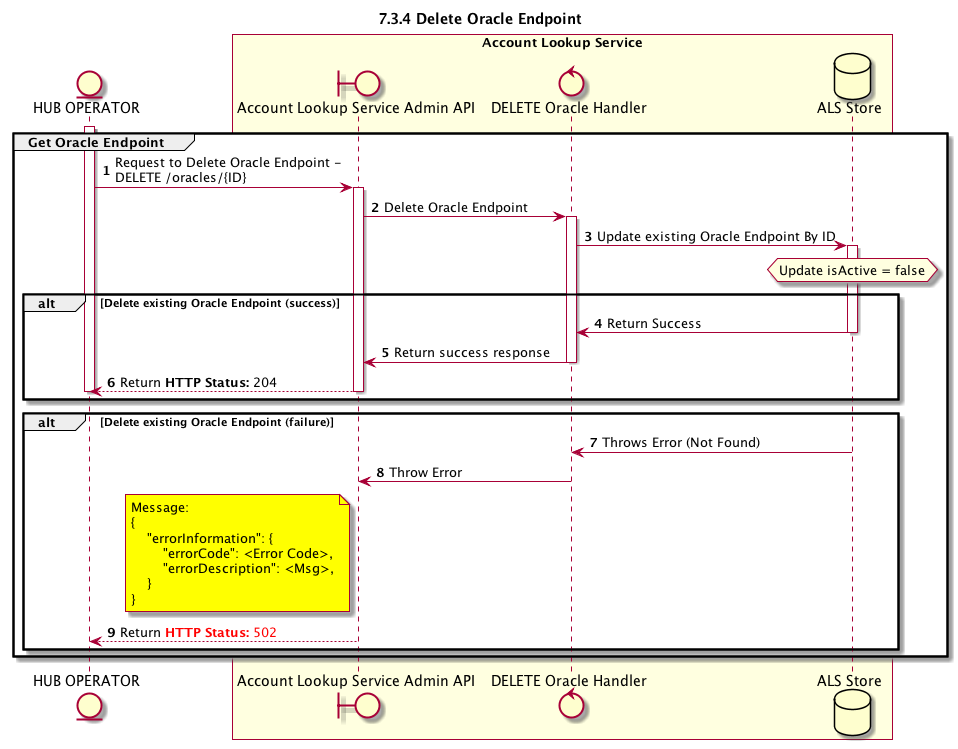 7.3.4 Delete Oracle Endpoint
Account Lookup Service
HUB OPERATOR
Account Lookup Service Admin API
DELETE Oracle Handler
ALS Store
Get Oracle Endpoint
1 Request to Delete Oracle Endpoint -
DELETE /oracles/{ID}
2 Delete Oracle Endpoint
3 Update existing Oracle Endpoint By ID
Update isActive = false
alt [Delete existing Oracle Endpoint (success)]
4 Return Success
5 Return success response
6 Return HTTP Status: 204
alt [Delete existing Oracle Endpoint (failure)]
7 Throws Error (Not Found)
8 Throw Error
Message:
{
"errorInformation": {
"errorCode": <Error Code>,
"errorDescription": <Msg>,
}
}
9 Return HTTP Status: 502
HUB OPERATOR
Account Lookup Service Admin API
DELETE Oracle Handler
ALS Store